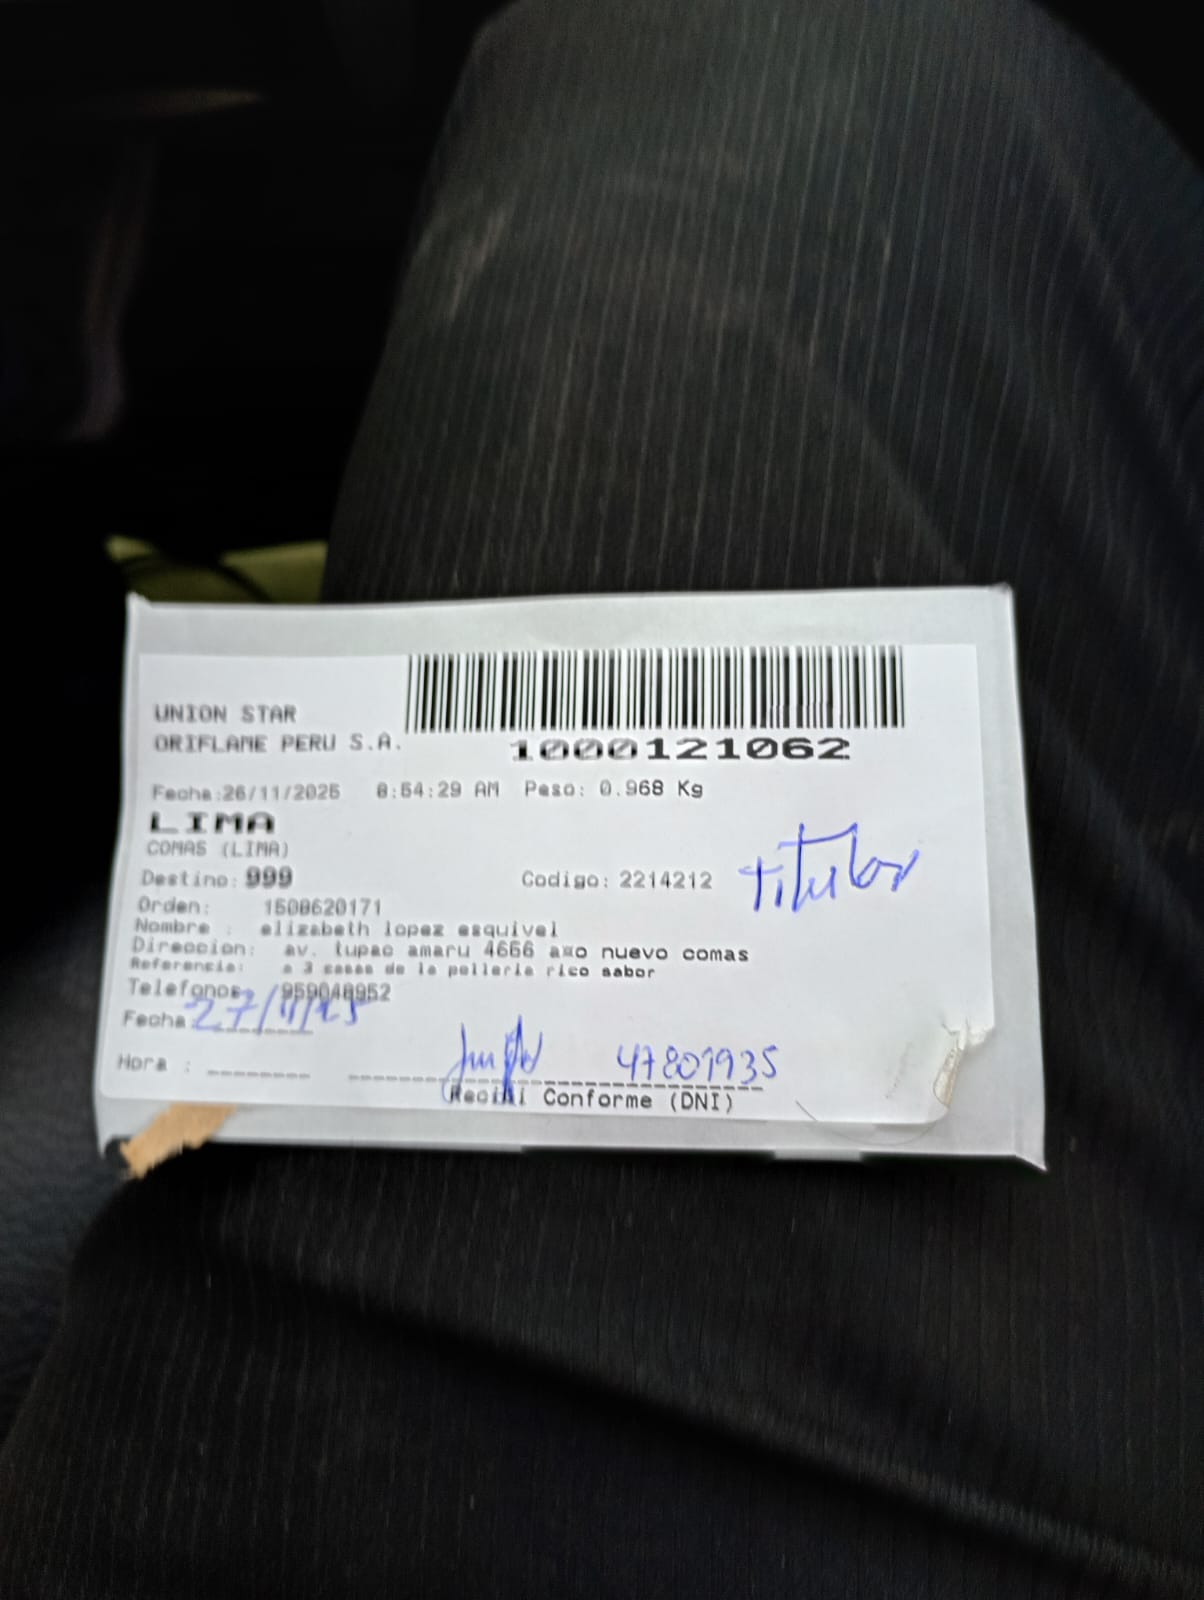 UNION STAR
ORIFLAME PERU S.A.
1000121062
Fecha:26/11/2025 8:54:29 AM Peso: 0.968 Kg
LIMA
COMAS (LIMA)
Destino: 999
Codigo: 2214212
titular
Orden: 1508620171
Nombre : elizabeth lopez esquivel
Direccion: av. tupac amaru 4666 axo nuevo comas
Referencia: a 3 casas de la polleria rico sabor
Telefonos 959048952
Fecha 27/11/25
Hora :
47801935
Recibi Conforme (DNI)